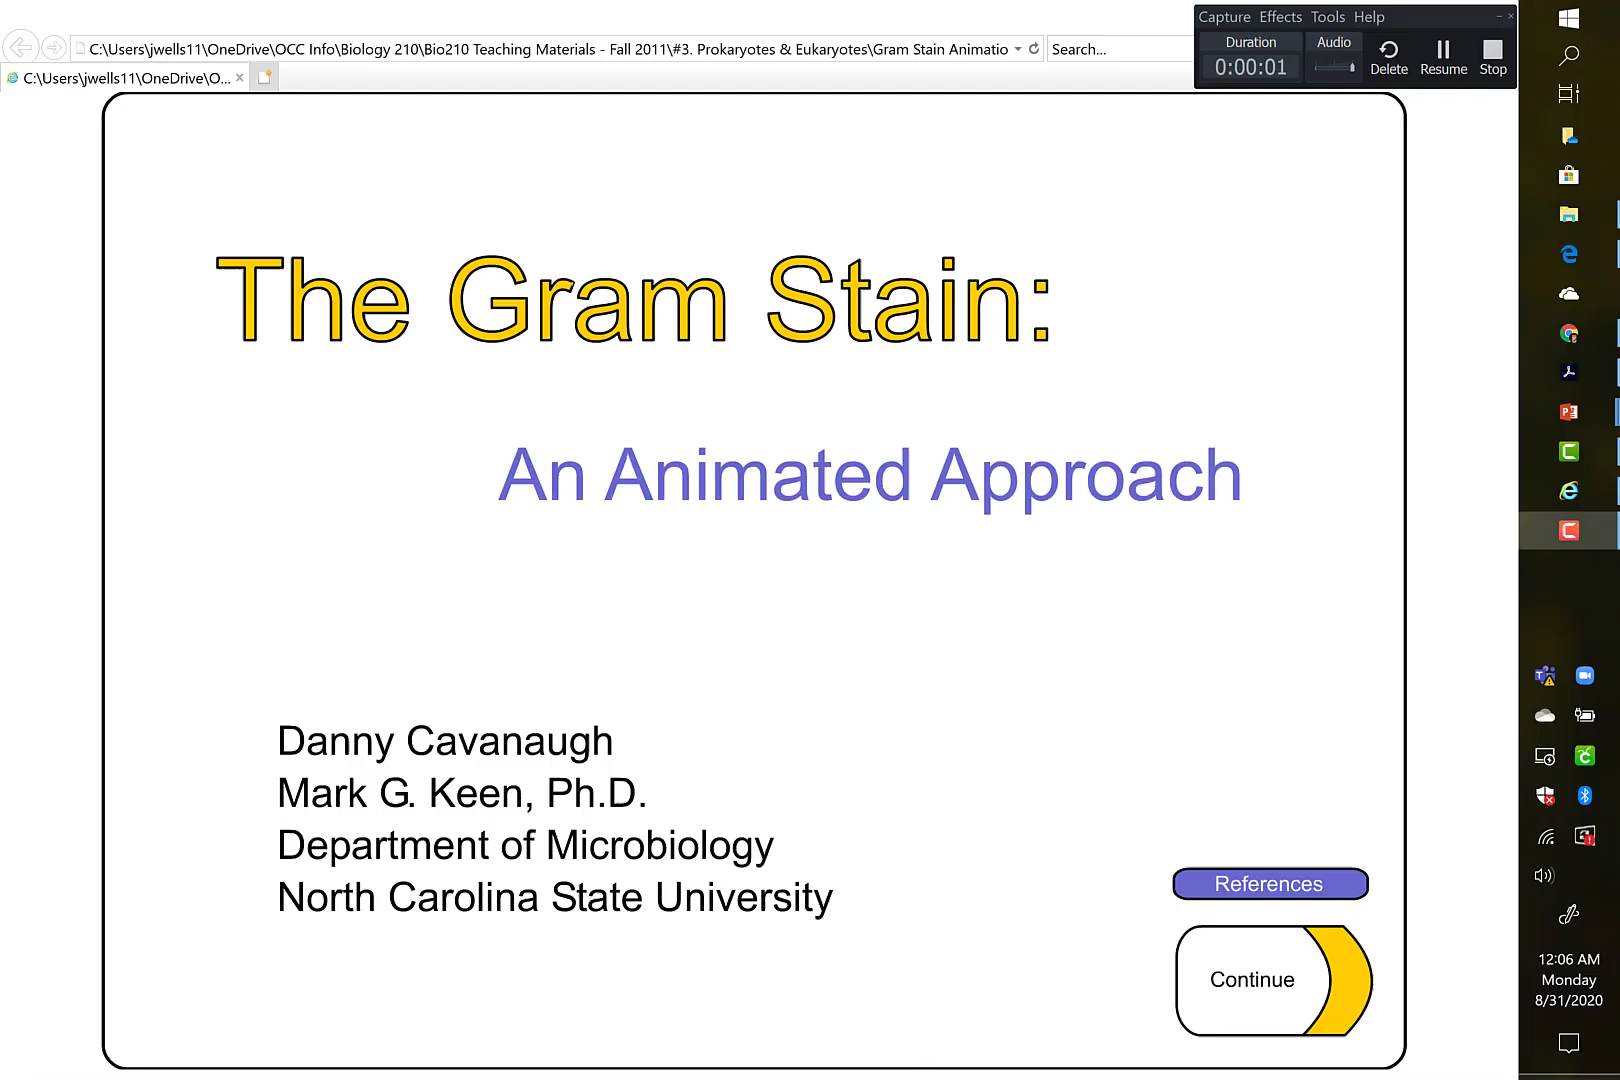 Capture Effects Tools Help
Duration
Audio
0:00:01
Delete Resume Stop
C:\Users\jwells11\OneDrive\OCC Info\Biology 210\Bio210 Teaching Materials - Fall 2011\#3. Prokaryotes & Eukaryotes\Gram Stain Animatio
Search...
C:\Users\jwells11\OneDrive\O...
The Gram Stain:
An Animated Approach
Danny Cavanaugh
Mark G. Keen, Ph.D.
Department of Microbiology
North Carolina State University
References
Continue
12:06 AM
Monday
8/31/2020